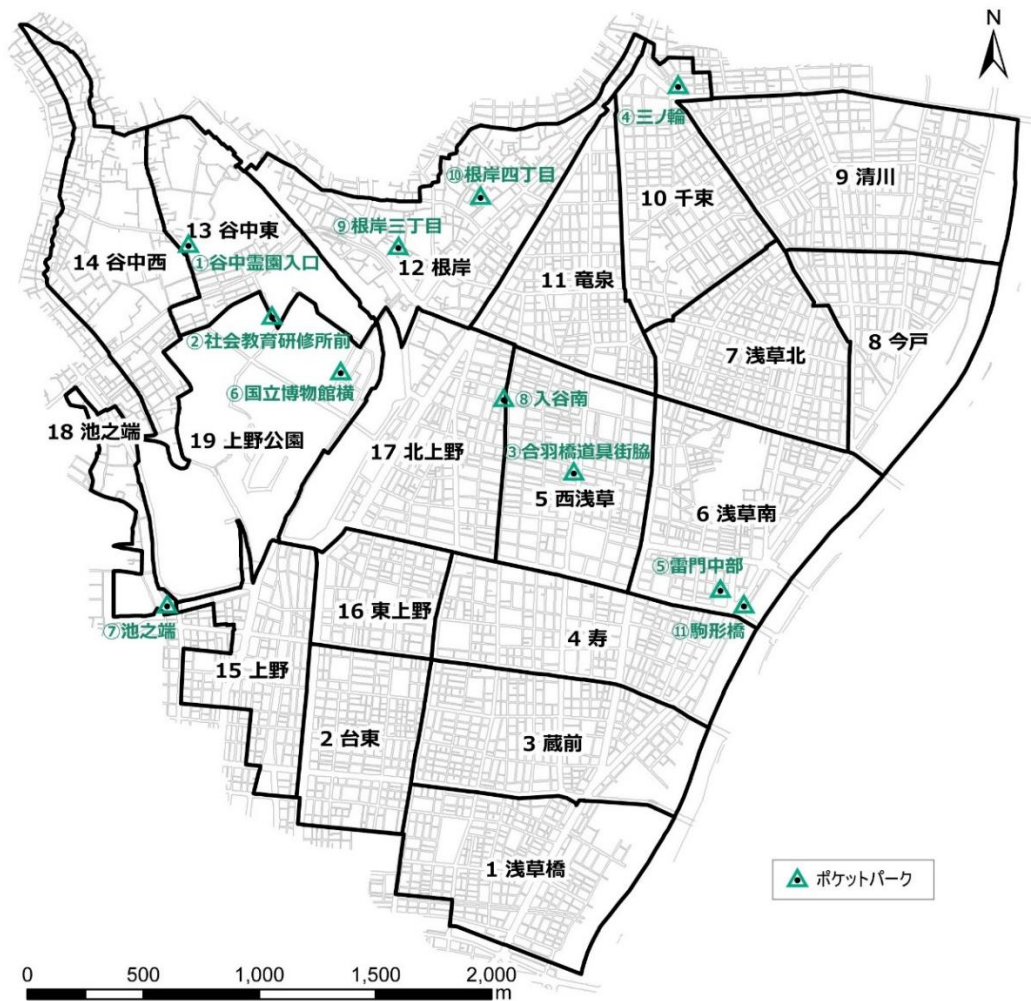 N
④三ノ輪
9 清川
⑩根岸四丁目
10 千束
13 谷中東
⑨根岸三丁目
14 谷中西
①谷中霊園入口
12 根岸
11 竜泉
②社会教育研修所前
7 浅草北
8 今戸
⑥国立博物館横
⑧入谷南
18 池之端
19 上野公園
17 北上野
③合羽橋道具街脇
5 西浅草
6 浅草南
⑤雷門中部
16 東上野
⑦池之端
⑪駒形橋
4 寿
15 上野
2 台東
3 蔵前
1 浅草橋
ポケットパーク
0 500 1,000 1,500 2,000
m